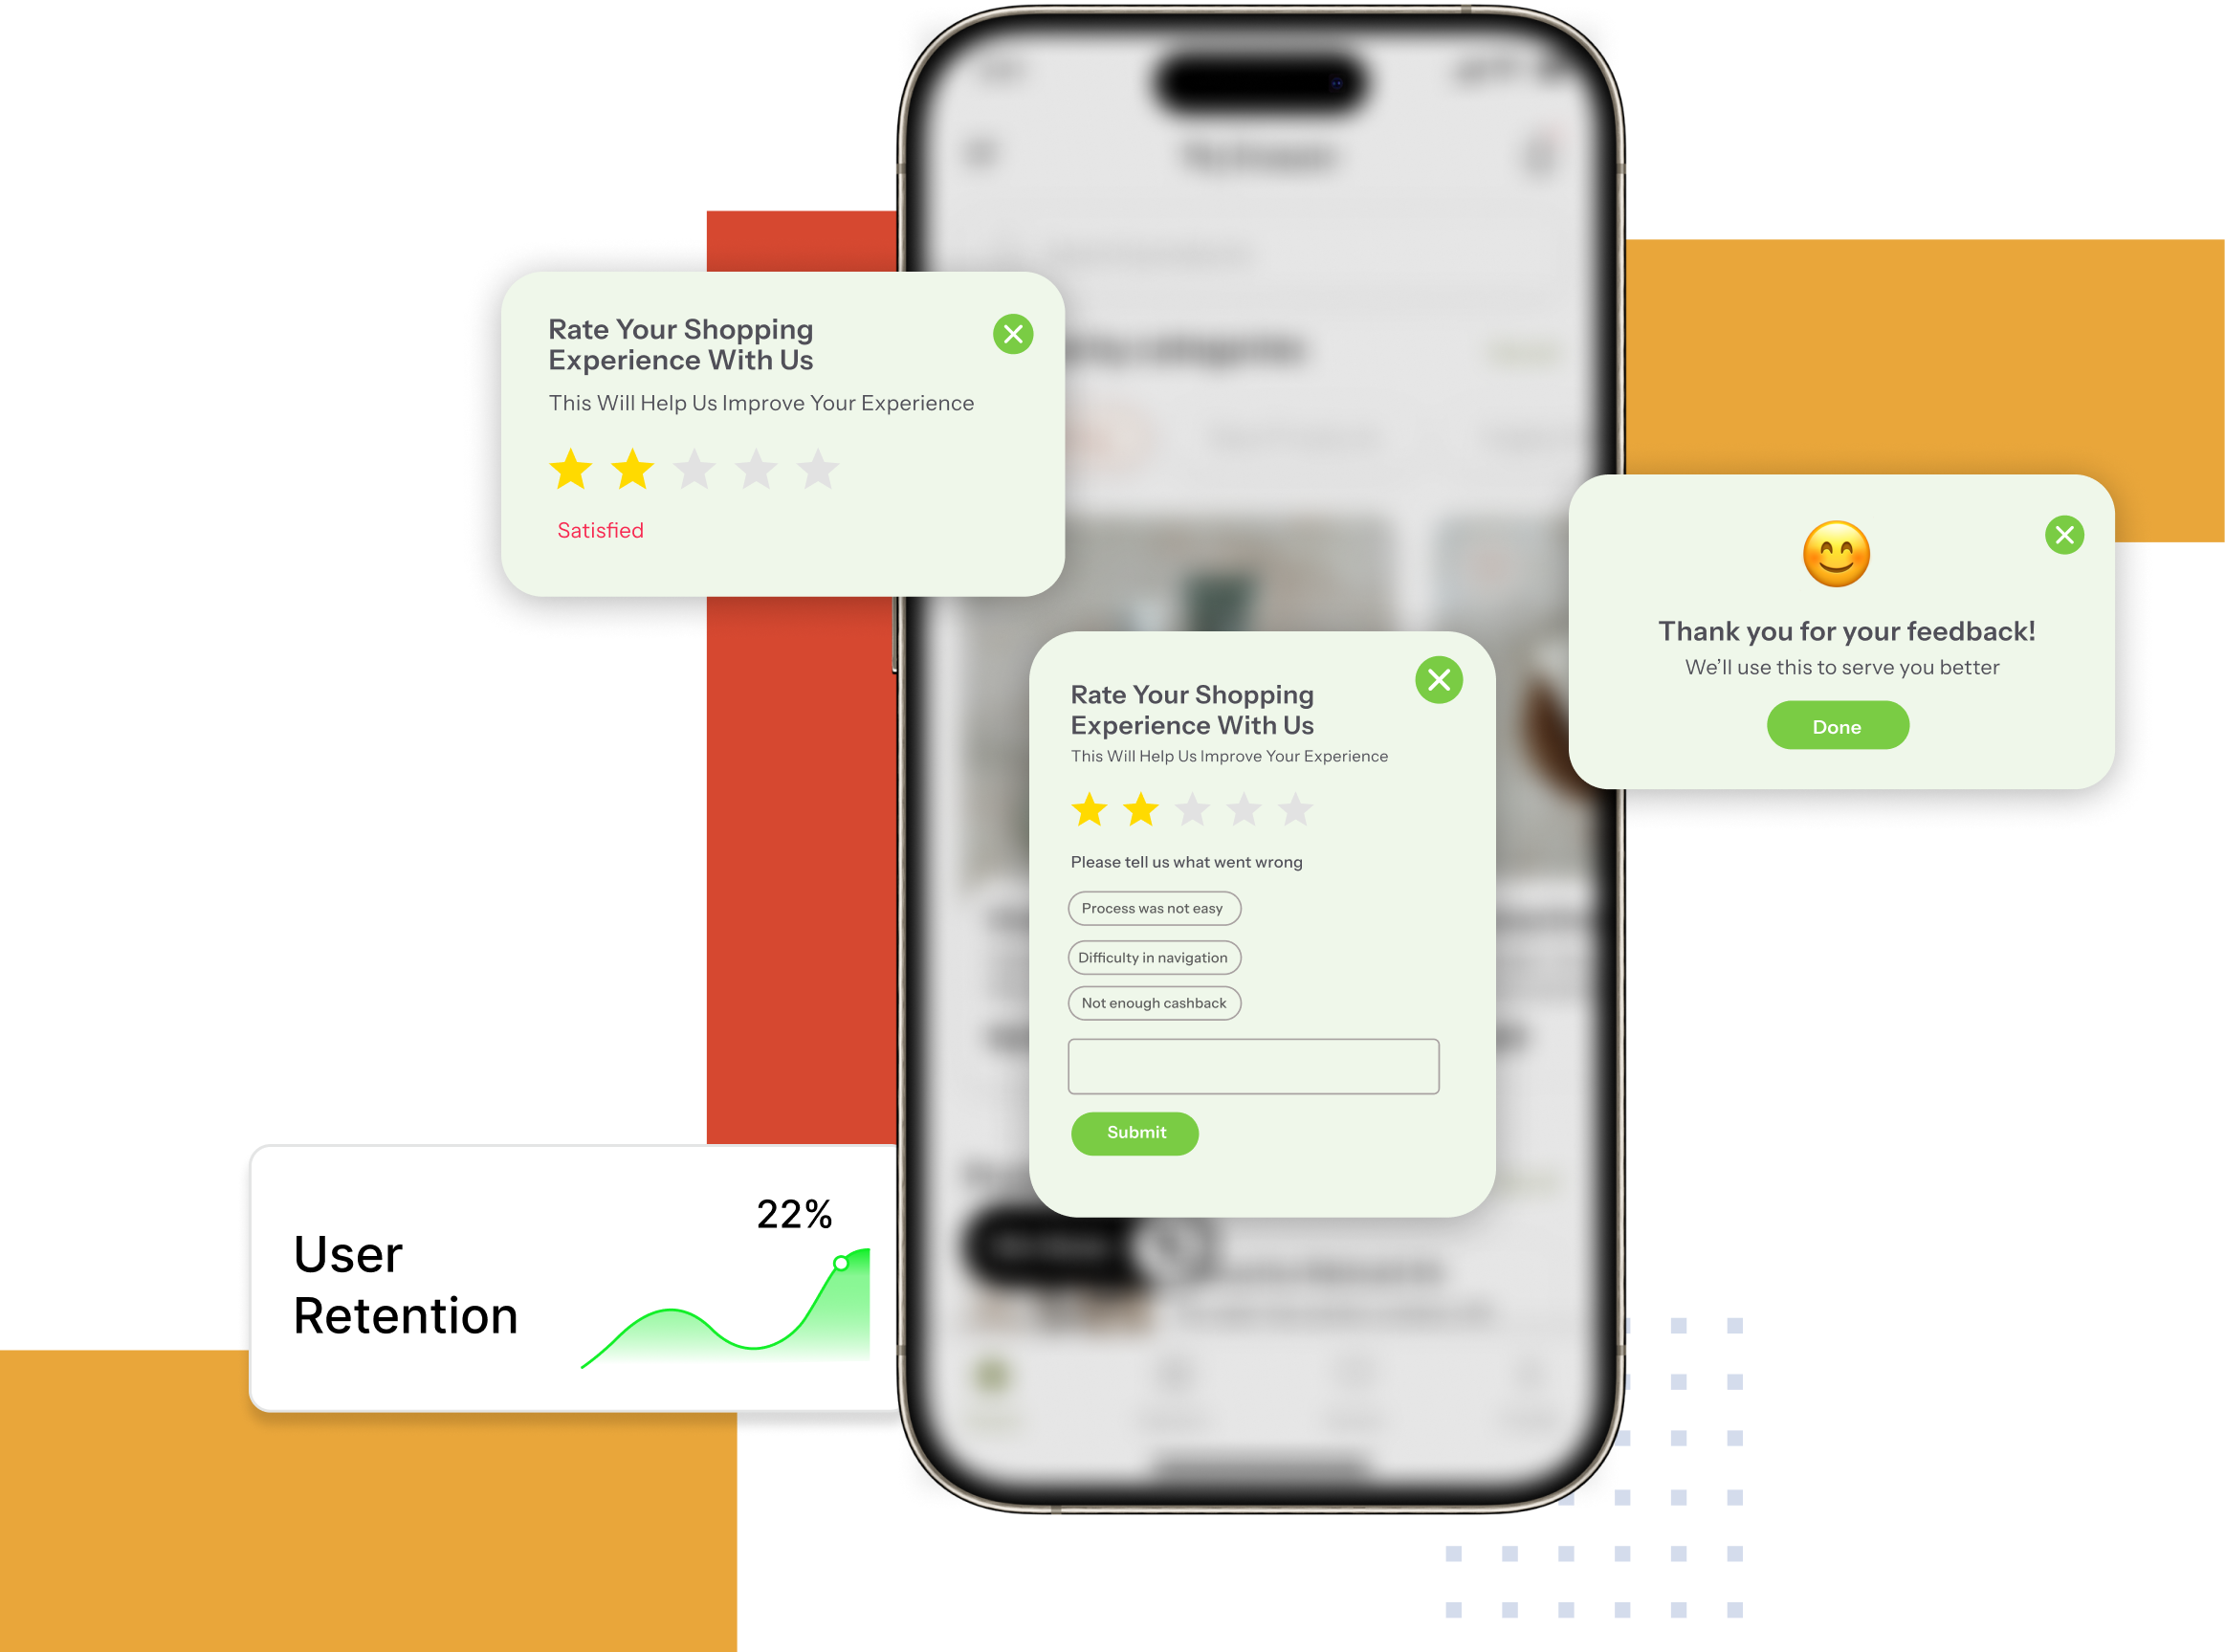 Rate Your Shopping
Experience With Us
This Will Help Us Improve Your Experience
Satisfied
Thank you for your feedback!
We'll use this to serve you better
Done
Rate Your Shopping
Experience With Us
This Will Help Us Improve Your Experience
Please tell us what went wrong
Process was not easy
Difficulty in navigation
Not enough cashback
Submit
22%
User
Retention